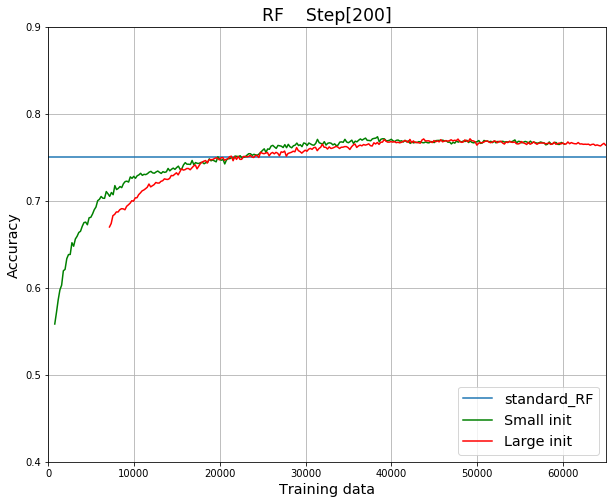 RF    Step[200]
0.9
0.8
0.7
0.6
0.5
0.4
Accuracy
standard_RF
Small init
Large init
0 10000 20000 30000 40000 50000 60000
Training data